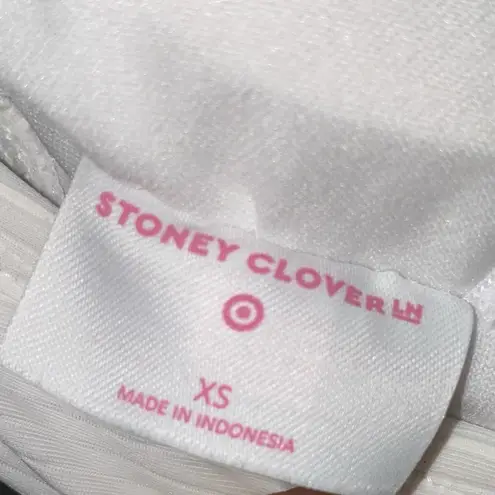 STONEY CLOVER LN
XS
MADE IN INDONESIA